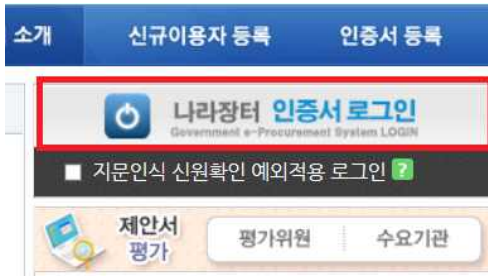 소개 신규이용자 등록 인증서 등록
나라장터 인증서 로그인
Government e-Procurement System LOGIN
지문인식 신원확인 예외적용 로그인 ?
제안서
평가
평가위원 수요기관